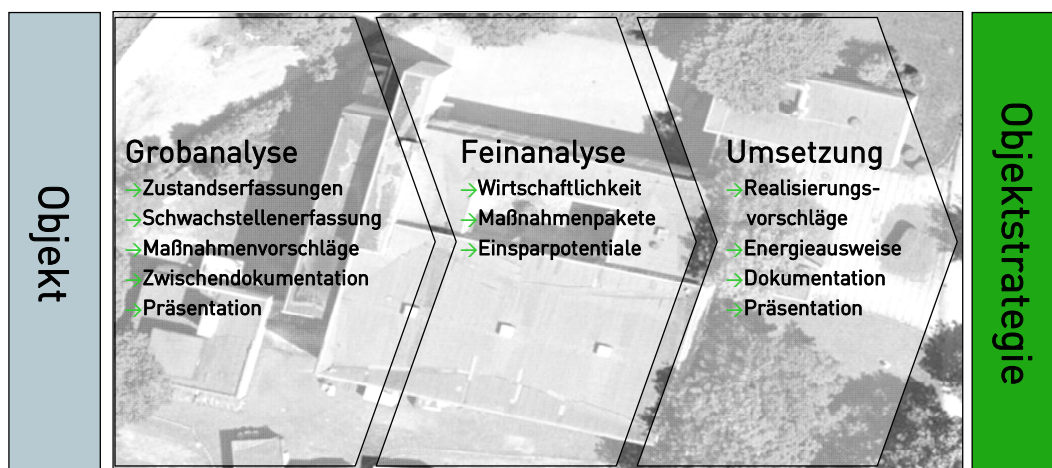 Objekt
Grobanalyse
→Zustandserfassungen
→Schwachstellenerfassung
→Maßnahmenvorschläge
→Zwischendokumentation
→Präsentation
Feinanalyse
→Wirtschaftlichkeit
→Maßnahmenpakete
→Einsparpotentiale
Umsetzung
→Realisierungs-
vorschläge
→Energieausweise
→Dokumentation
→Präsentation
Objektstrategie